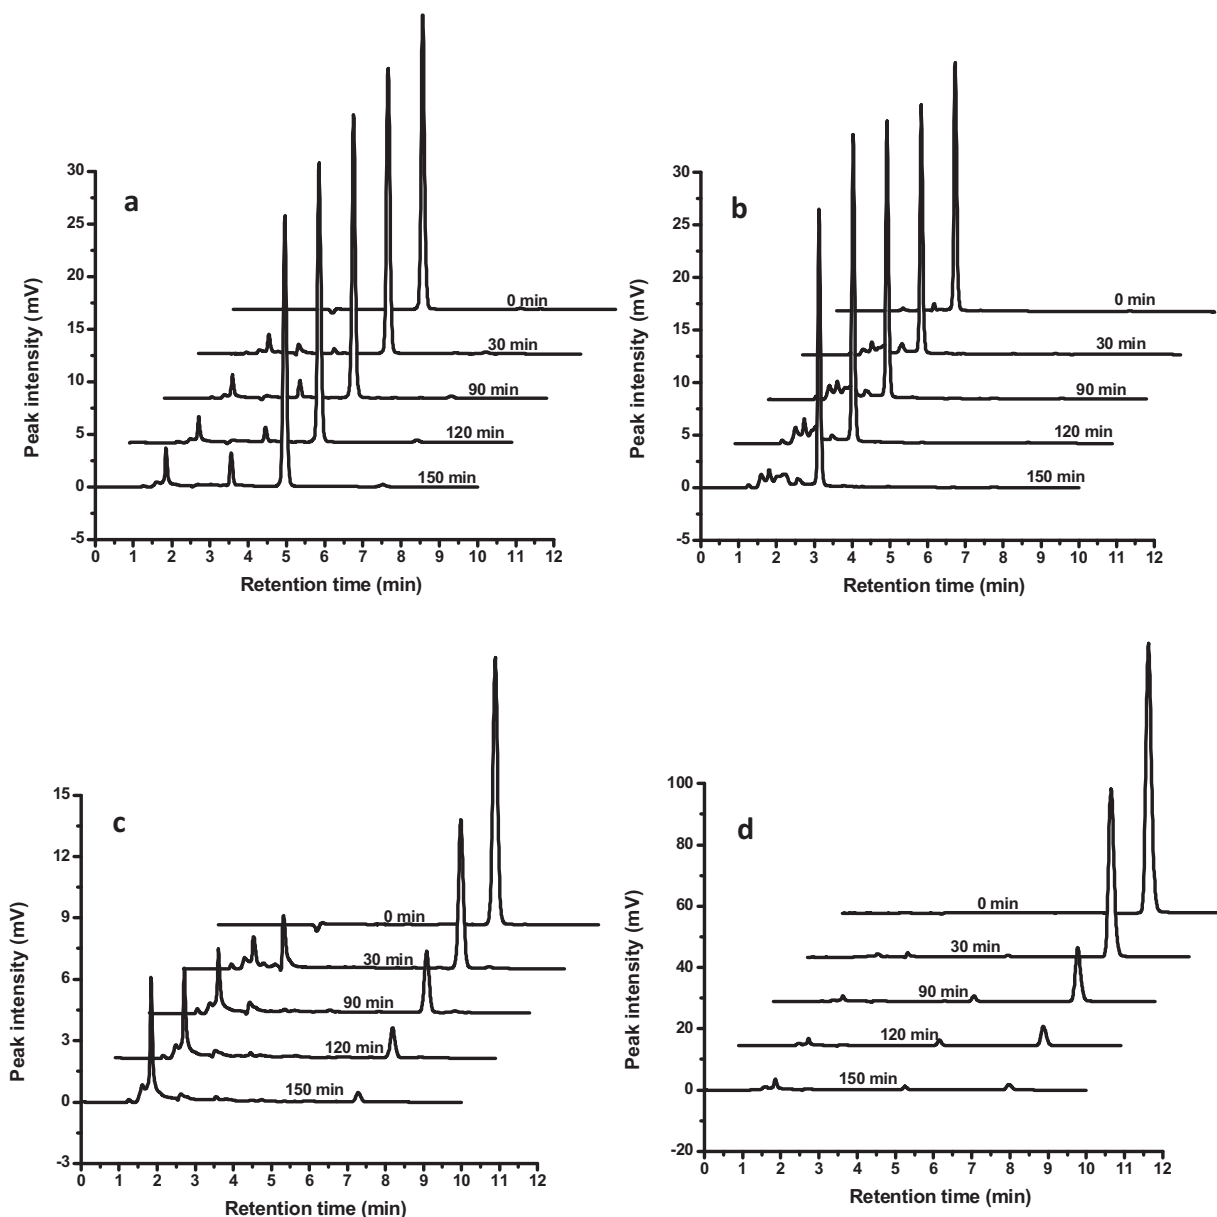 a
Peak intensity (mV)
30
25
20
15
10
5
0
-5
0 min
30 min
90 min
120 min
150 min
0 1 2 3 4 5 6 7 8 9 10 11 12
Retention time (min)
b
Peak intensity (mV)
30
25
20
15
10
5
0
-5
0 min
30 min
90 min
120 min
150 min
0 1 2 3 4 5 6 7 8 9 10 11 12
Retention time (min)
c
Peak intensity (mV)
15
12
9
6
3
0
-3
0 min
30 min
90 min
120 min
150 min
0 1 2 3 4 5 6 7 8 9 10 11 12
Retention time (min)
d
Peak intensity (mV)
100
80
60
40
20
0
-20
0 min
30 min
90 min
120 min
150 min
0 1 2 3 4 5 6 7 8 9 10 11 12
Retention time (min)